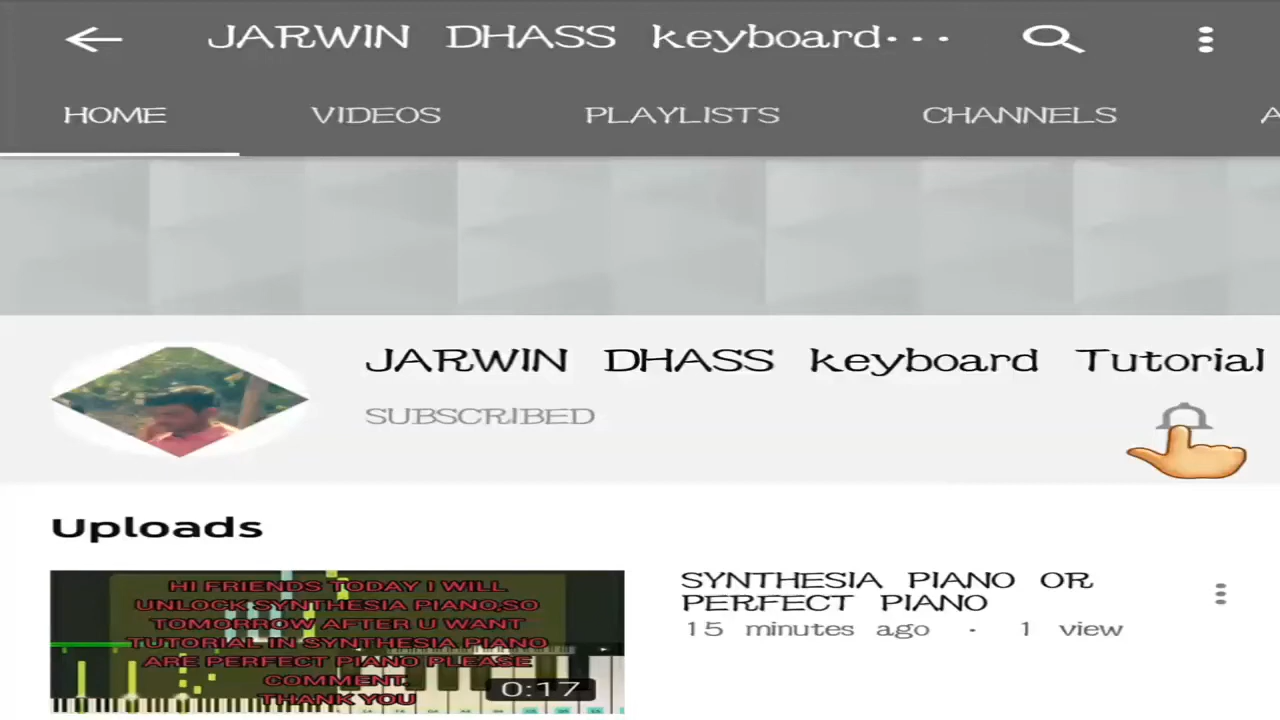 JARWIN DHASS keyboard...
HOME VIDEOS PLAYLISTS CHANNELS A
JARWIN DHASS keyboard Tutorial
SUBSCRIBED
Uploads
HI FRIENDS TODAY I WILL
UNLOCK SYNTHESIA PIANO,SO
TOMORROW AFTER U WANT
TUTORIAL IN SYNTHESIA PIANO
ARE PERFECT PIANO PLEASE
COMMENT.
THANK YOU
0:17
SYNTHESIA PIANO OR
PERFECT PIANO
15 minutes ago · 1 view